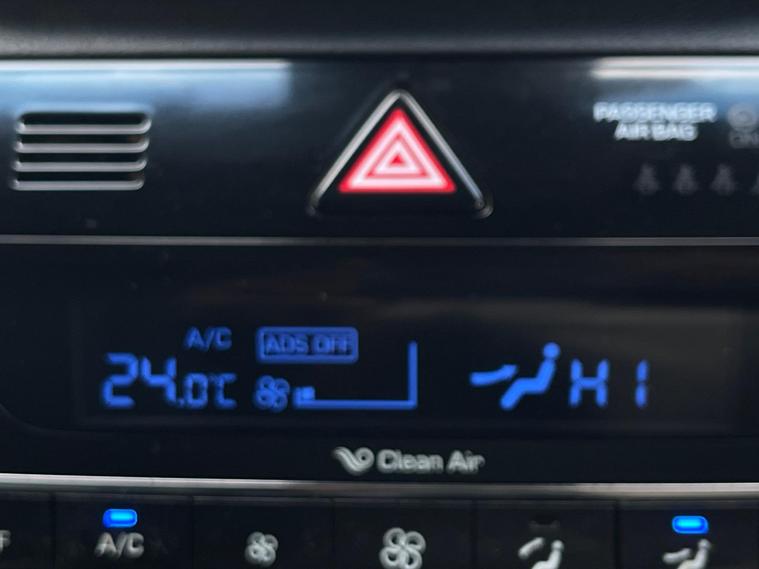 PASSENGER
AIR BAG
A/C
ADS OFF
24.0°C
HI
Clean Air
A/C